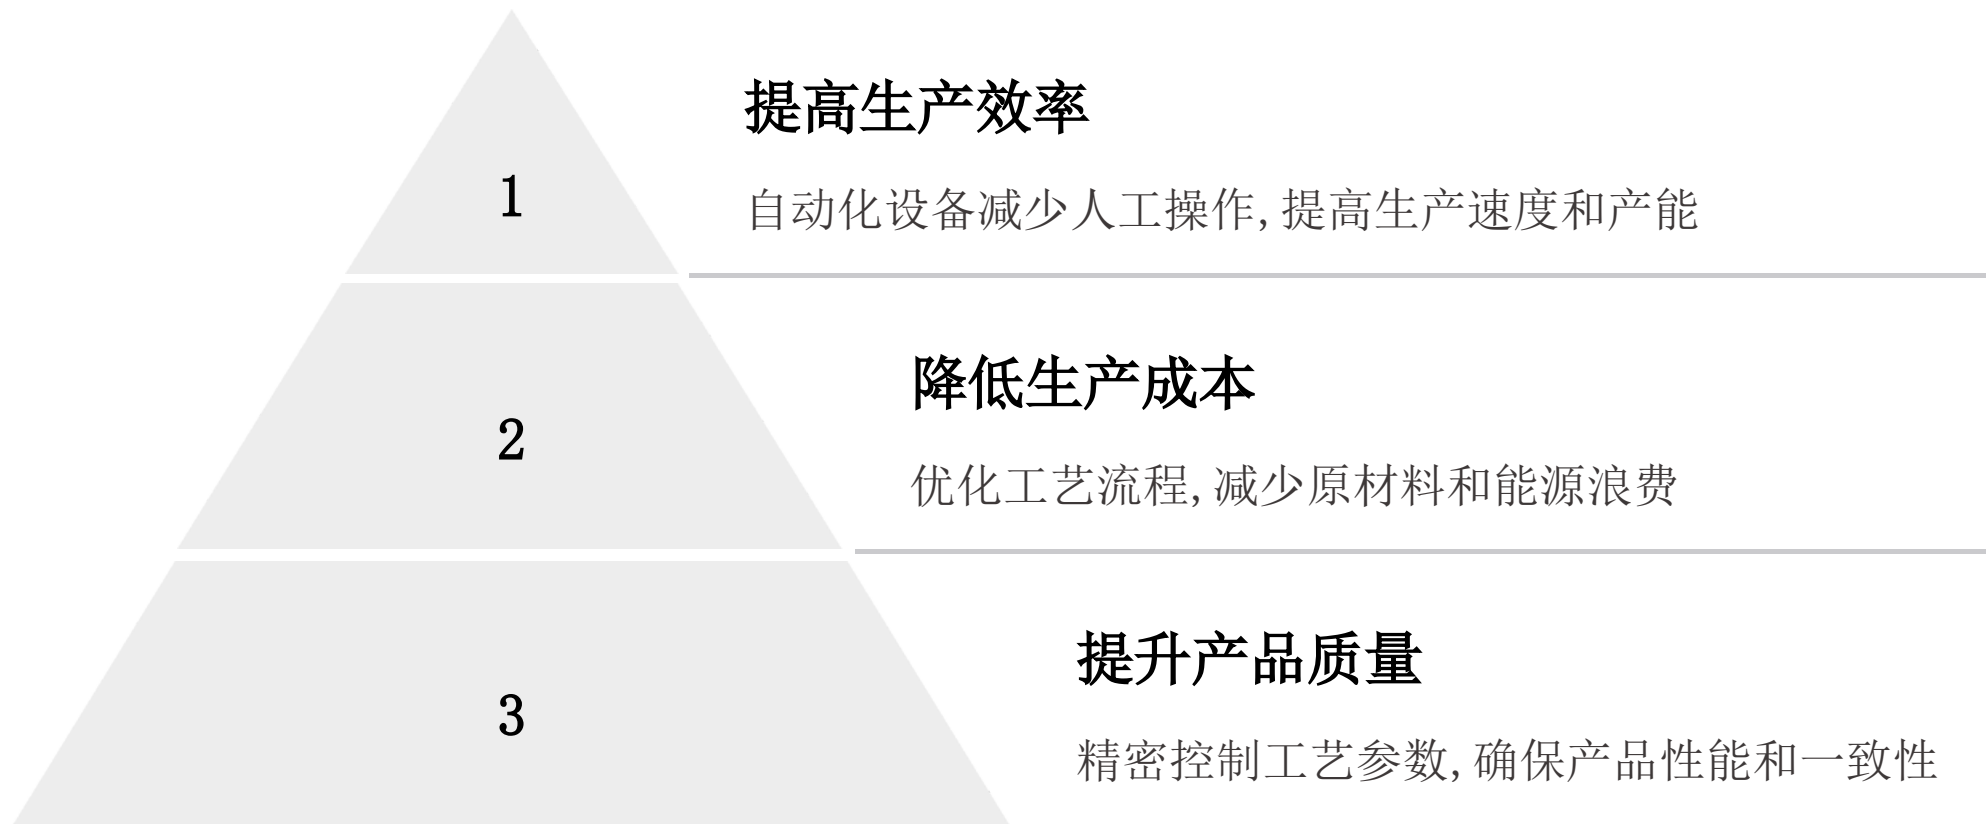 1
提高生产效率
自动化设备减少人工操作,提高生产速度和产能
2
降低生产成本
优化工艺流程,减少原材料和能源浪费
3
提升产品质量
精密控制工艺参数,确保产品性能和一致性